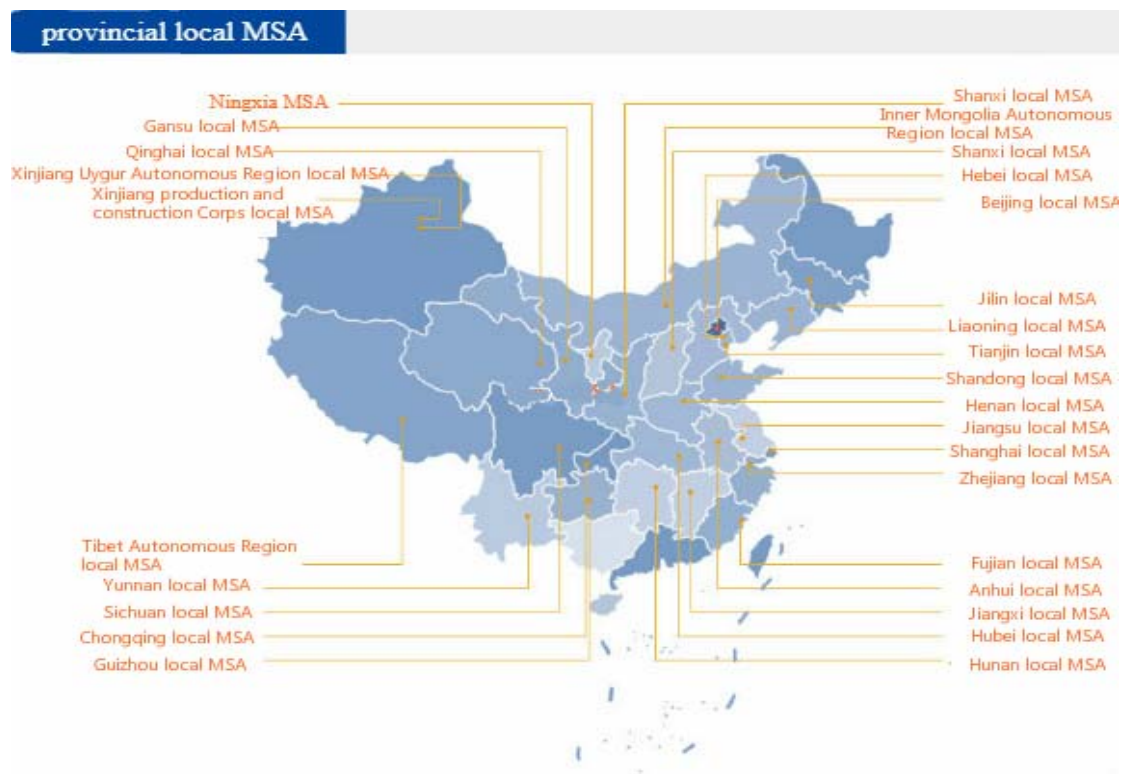 provincial local MSA
Ningxia MSA
Gansu local MSA
Qinghai local MSA
Xinjiang Uygur Autonomous Region local MSA
Xinjiang production and
construction Corps local MSA
Tibet Autonomous Region
local MSA
Yunnan local MSA
Sichuan local MSA
Chongqing local MSA
Guizhou local MSA
Shanxi local MSA
Inner Mongolia Autonomous
Region local MSA
Shanxi local MSA
Hebei local MSA
Beijing local MSA
Jilin local MSA
Liaoning local MSA
Tianjin local MSA
Shandong local MSA
Henan local MSA
Jiangsu local MSA
Shanghai local MSA
Zhejiang local MSA
Fujian local MSA
Anhui local MSA
Jiangxi local MSA
Hubei local MSA
Hunan local MSA